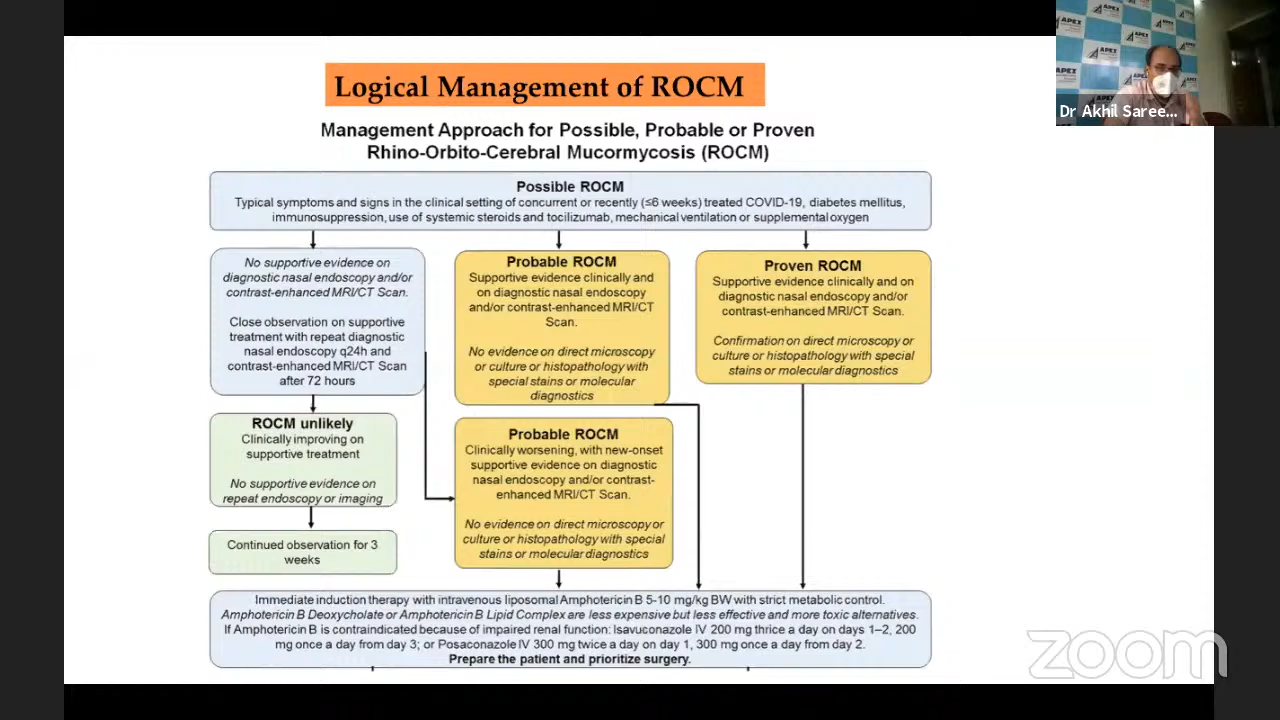 Logical Management of ROCM
Management Approach for Possible, Probable or Proven
Rhino-Orbito-Cerebral Mucormycosis (ROCM)
Possible ROCM
Typical symptoms and signs in the clinical setting of concurrent or recently (≤6 weeks) treated COVID-19, diabetes mellitus,
immunosuppression, use of systemic steroids and tocilizumab, mechanical ventilation or supplemental oxygen
No supportive evidence on
diagnostic nasal endoscopy and/or
contrast-enhanced MRI/CT Scan.
Close observation on supportive
treatment with repeat diagnostic
nasal endoscopy q24h and
contrast-enhanced MRI/CT Scan
after 72 hours
ROCM unlikely
Clinically improving on
supportive treatment
No supportive evidence on
repeat endoscopy or imaging
Continued observation for 3
weeks
Probable ROCM
Supportive evidence clinically and
on diagnostic nasal endoscopy
and/or contrast-enhanced MRI/CT
Scan.
No evidence on direct microscopy
or culture or histopathology with
special stains or molecular
diagnostics
Probable ROCM
Clinically worsening, with new-onset
supportive evidence on diagnostic
nasal endoscopy and/or contrast-
enhanced MRI/CT Scan.
No evidence on direct microscopy or
culture or histopathology with special
stains or molecular diagnostics
Proven ROCM
Supportive evidence clinically and on
diagnostic nasal endoscopy and/or
contrast-enhanced MRI/CT Scan.
Confirmation on direct microscopy or
culture or histopathology with special
stains or molecular diagnostics
Immediate induction therapy with intravenous liposomal Amphotericin B 5-10 mg/kg BW with strict metabolic control.
Amphotericin B Deoxycholate or Amphotericin B Lipid Complex are less expensive but less effective and more toxic alternatives.
If Amphotericin B is contraindicated because of impaired renal function: Isavuconazole IV 200 mg thrice a day on days 1–2, 200
mg once a day from day 3; or Posaconazole IV 300 mg twice a day on day 1, 300 mg once a day from day 2.
Prepare the patient and prioritize surgery.
APEX
APEX
APEX
APEX
APEX
Dr Akhil Saree...
zoom